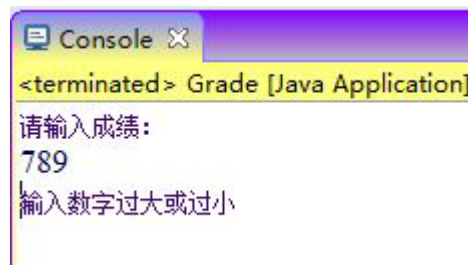 Console
<terminated> Grade [Java Application]
请输入成绩：
789
输入数字过大或过小